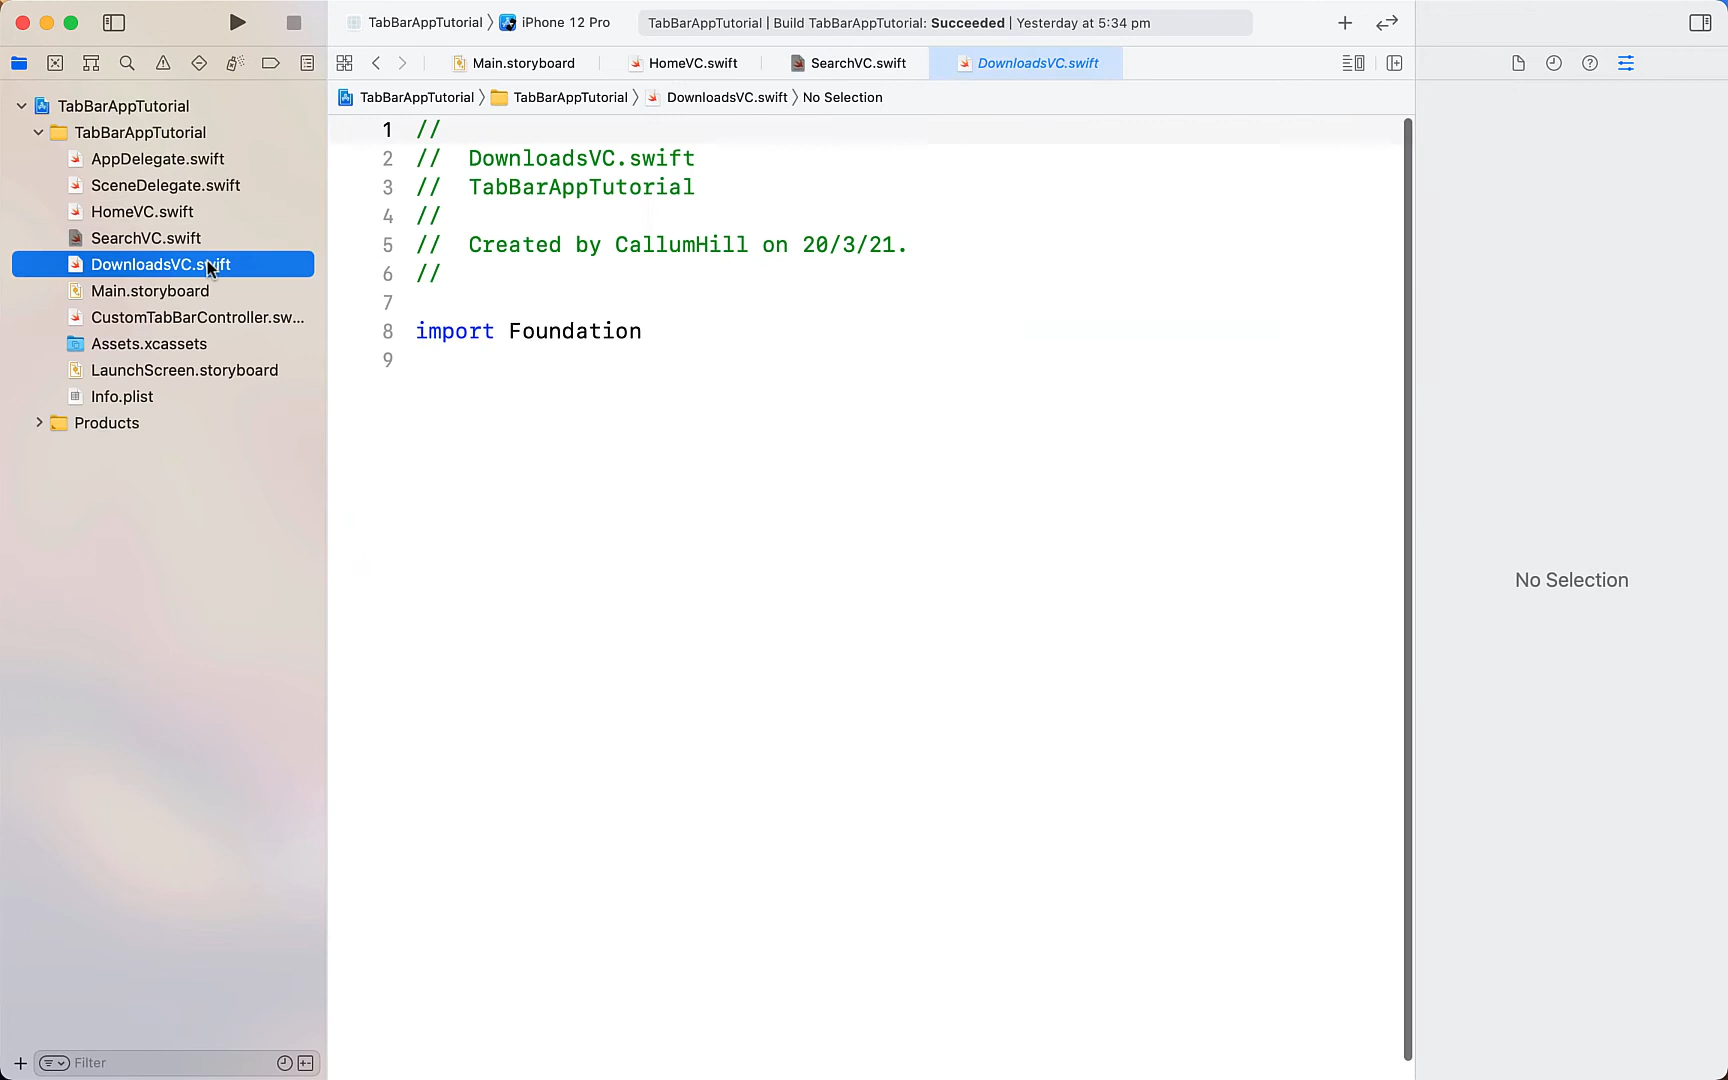 TabBarAppTutorial 〉 iPhone 12 Pro
TabBarAppTutorial | Build TabBarAppTutorial: Succeeded | Yesterday at 5:34 pm
Main.storyboard
HomeVC.swift
SearchVC.swift
DownloadsVC.swift
TabBarAppTutorial 〉 TabBarAppTutorial 〉 DownloadsVC.swift 〉 No Selection
TabBarAppTutorial
TabBarAppTutorial
AppDelegate.swift
SceneDelegate.swift
HomeVC.swift
SearchVC.swift
DownloadsVC.swift
Main.storyboard
CustomTabBarController.sw...
Assets.xcassets
LaunchScreen.storyboard
Info.plist
Products
Filter
1 //
2 //  DownloadsVC.swift
3 //  TabBarAppTutorial
4 //
5 //  Created by CallumHill on 20/3/21.
6 //
7
8 import Foundation
9
No Selection